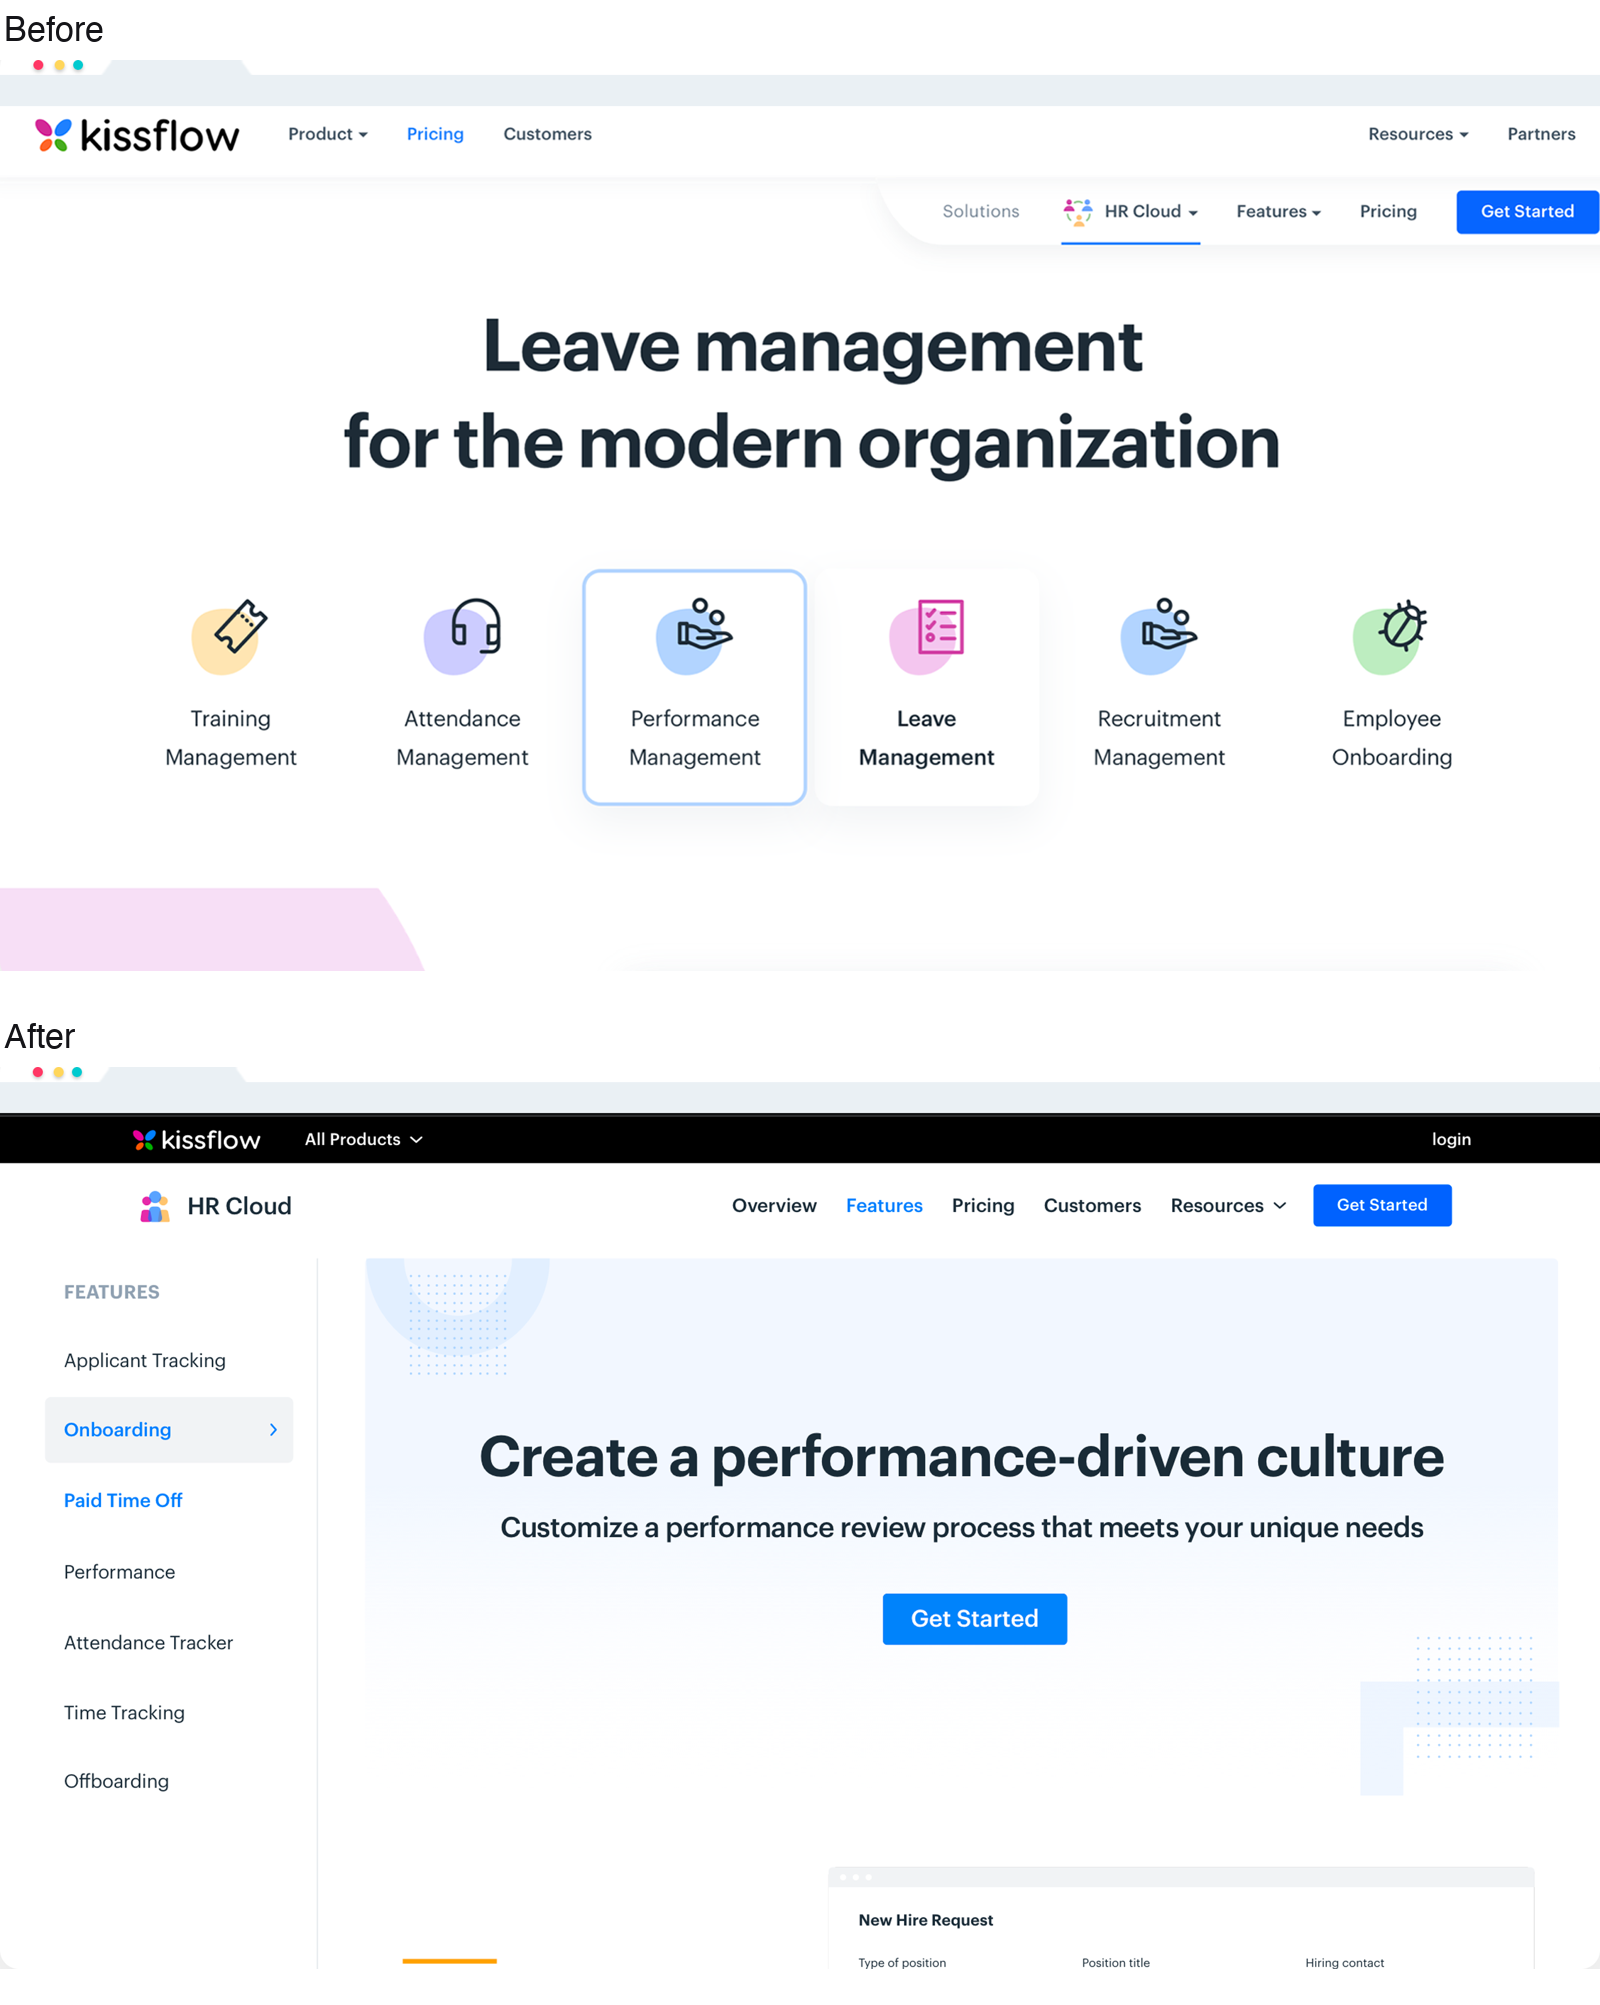 Before
kissflow Product Pricing Customers Resources Partners
Solutions HR Cloud Features Pricing Get Started
Leave management
for the modern organization
Training Management
Attendance Management
Performance Management
Leave Management
Recruitment Management
Employee Onboarding
After
kissflow All Products login
HR Cloud Overview Features Pricing Customers Resources Get Started
FEATURES
Applicant Tracking
Onboarding
Paid Time Off
Performance
Attendance Tracker
Time Tracking
Offboarding
Create a performance-driven culture
Customize a performance review process that meets your unique needs
Get Started
New Hire Request
Type of position Position title Hiring contact